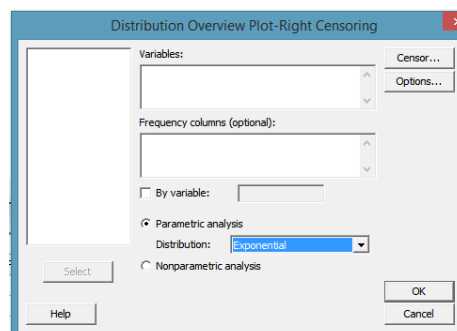 Distribution Overview Plot-Right Censoring
Variables:
Censor...
Options...
Frequency columns (optional):
By variable:
Parametric analysis
Distribution: Exponential
Select
Nonparametric analysis
OK
Help
Cancel